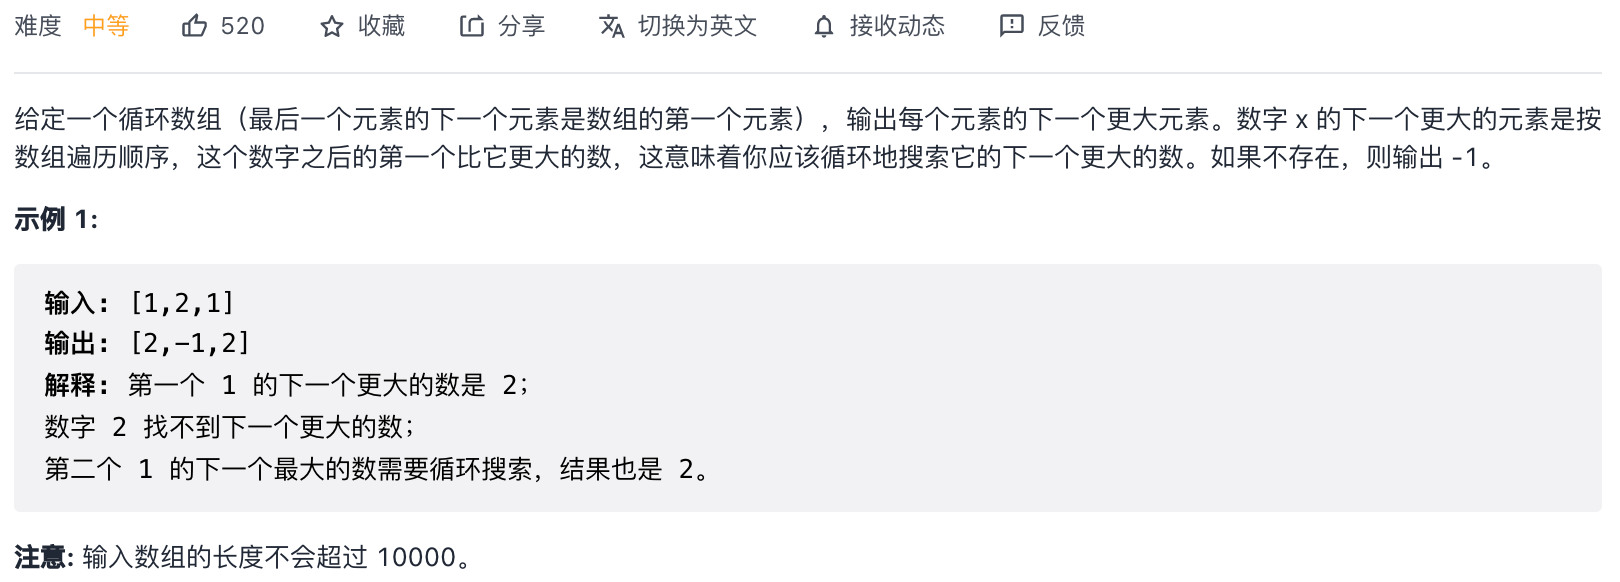 难度 中等 520 收藏 分享 切换为英文 接收动态 反馈
给定一个循环数组（最后一个元素的下一个元素是数组的第一个元素），输出每个元素的下一个更大元素。数字 x 的下一个更大的元素是按
数组遍历顺序，这个数字之后的第一个比它更大的数，这意味着你应该循环地搜索它的下一个更大的数。如果不存在，则输出 -1。
示例 1:
输入: [1,2,1]
输出: [2,-1,2]
解释: 第一个 1 的下一个更大的数是 2；
数字 2 找不到下一个更大的数；
第二个 1 的下一个最大的数需要循环搜索，结果也是 2。
注意: 输入数组的长度不会超过 10000。